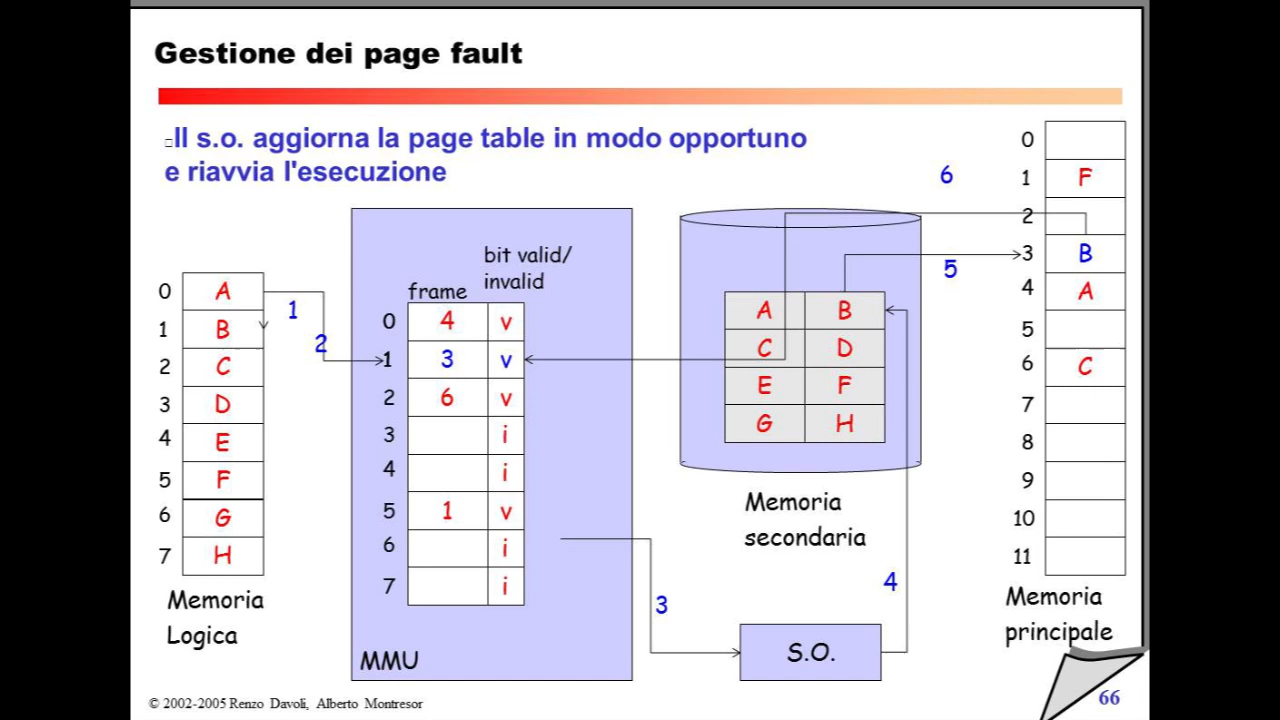 Gestione dei page fault
Il s.o. aggiorna la page table in modo opportuno
e riavvia l'esecuzione
0 A
1 B
2 C
3 D
4 E
5 F
6 G
7 H
Memoria
Logica
1
2
bit valid/
invalid
frame
0 4 v
1 3 v
2 6 v
3 i
4 i
5 1 v
6 i
7 i
MMU
3
S.O.
4
A B
C D
E F
G H
Memoria
secondaria
5
6
0
1 F
2
3 B
4 A
5
6 C
7
8
9
10
11
Memoria
principale
© 2002-2005 Renzo Davoli, Alberto Montresor
66